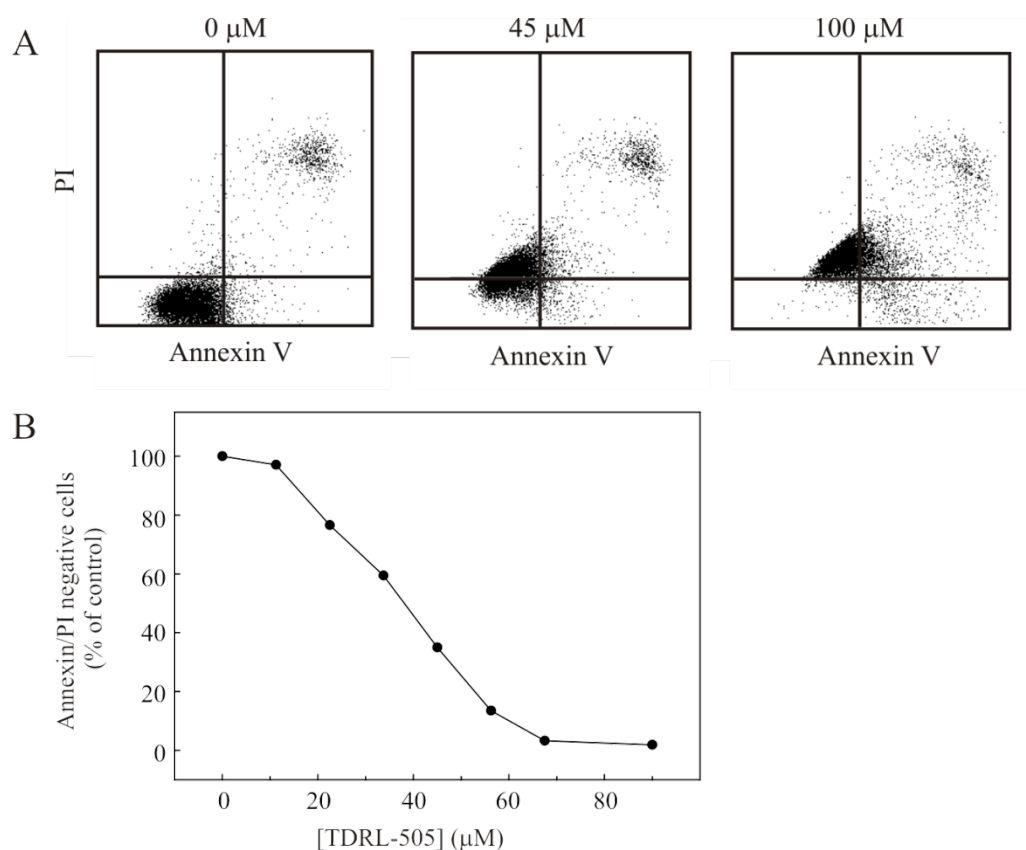 A
0 μM
45 μM
100 μM
PI
Annexin V
Annexin V
Annexin V
B
Annexin/PI negative cells
(% of control)
100
80
60
40
20
0
0 20 40 60 80
[TDRL-505] (μM)